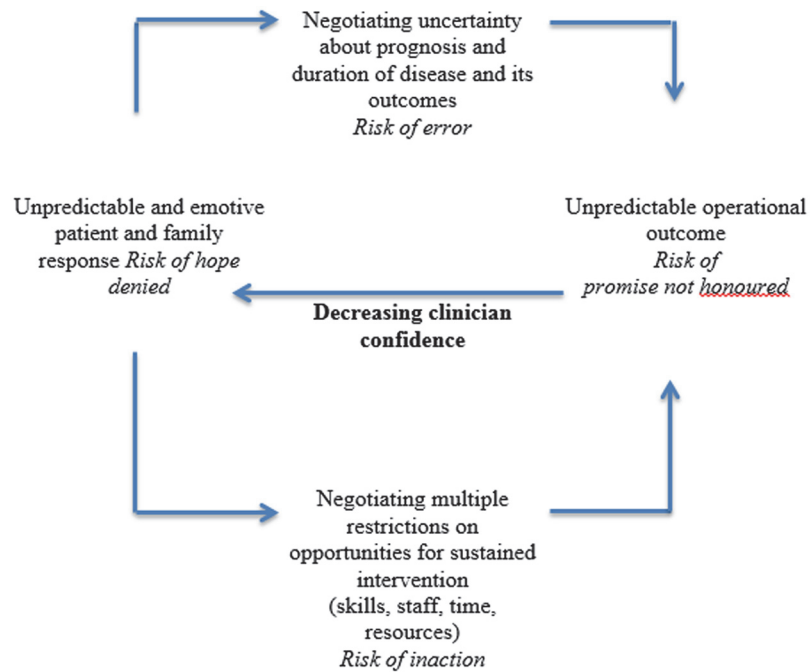 Negotiating uncertainty
about prognosis and
duration of disease and its
outcomes
Risk of error
Unpredictable and emotive
patient and family
response Risk of hope
denied
Unpredictable operational
outcome
Risk of
promise not honoured
Decreasing clinician
confidence
Negotiating multiple
restrictions on
opportunities for sustained
intervention
(skills, staff, time,
resources)
Risk of inaction